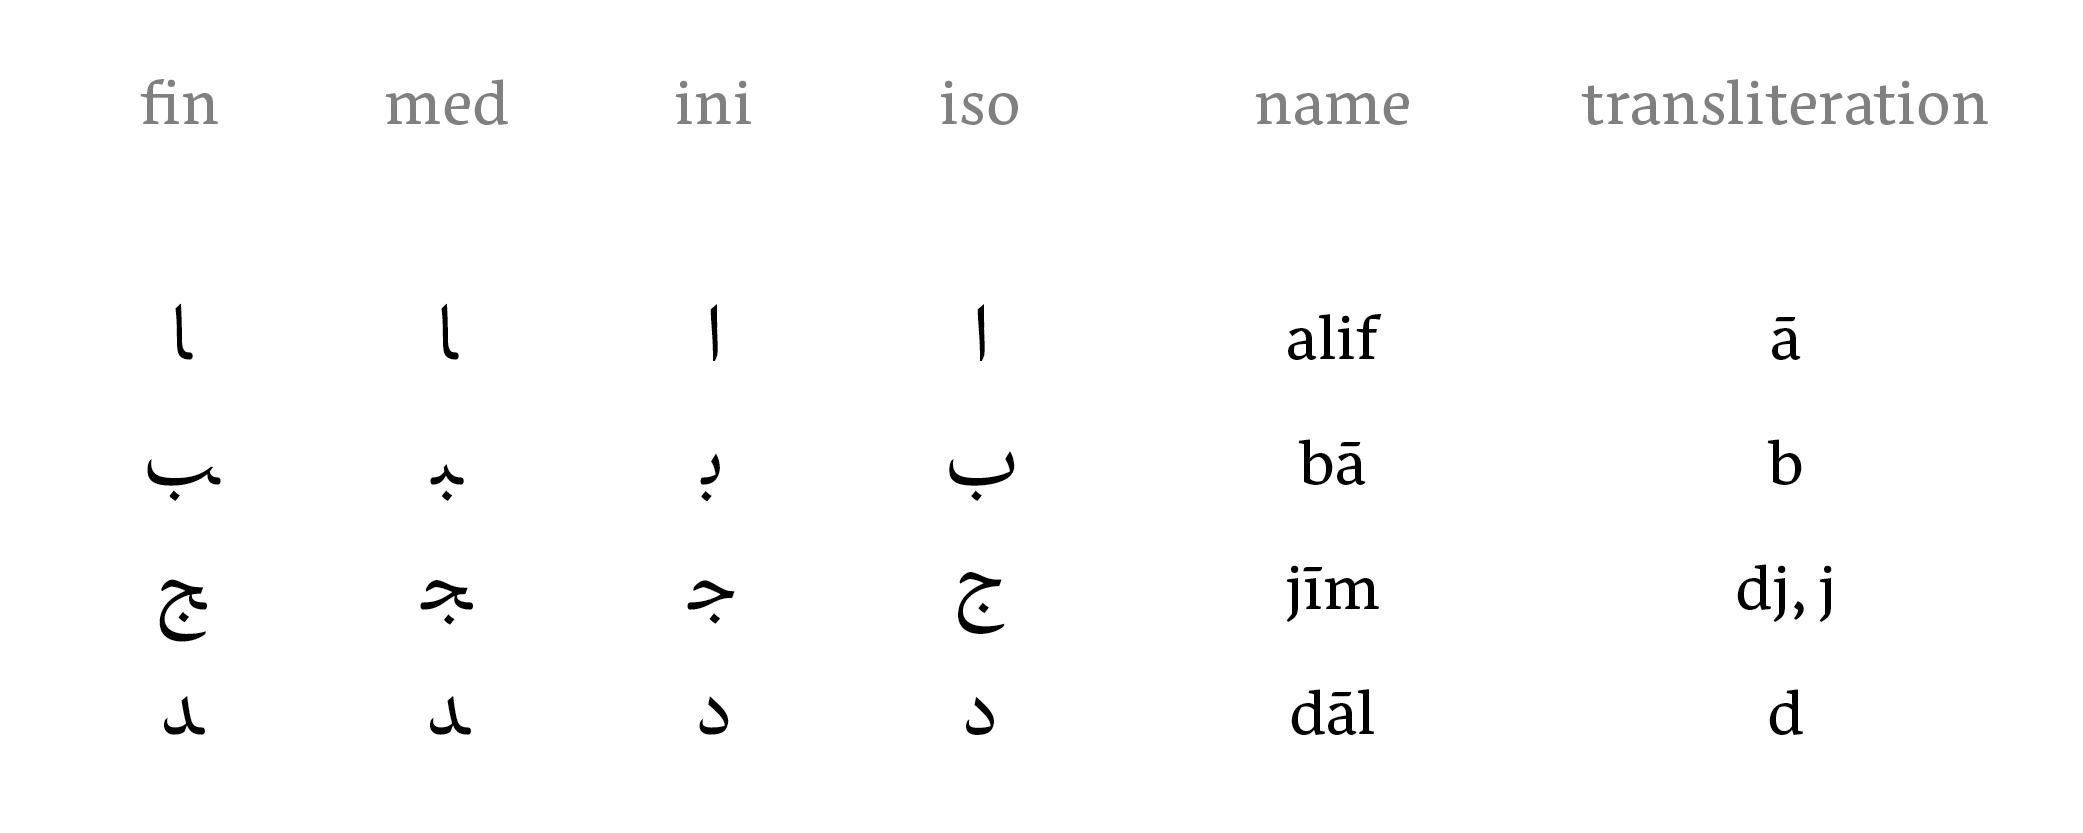 fin med ini iso name transliteration
ـا ـا ا ا alif ā
ـب ـبـ بـ ب bā b
ـج ـجـ جـ ج jīm dj, j
ـد ـد د د dāl d